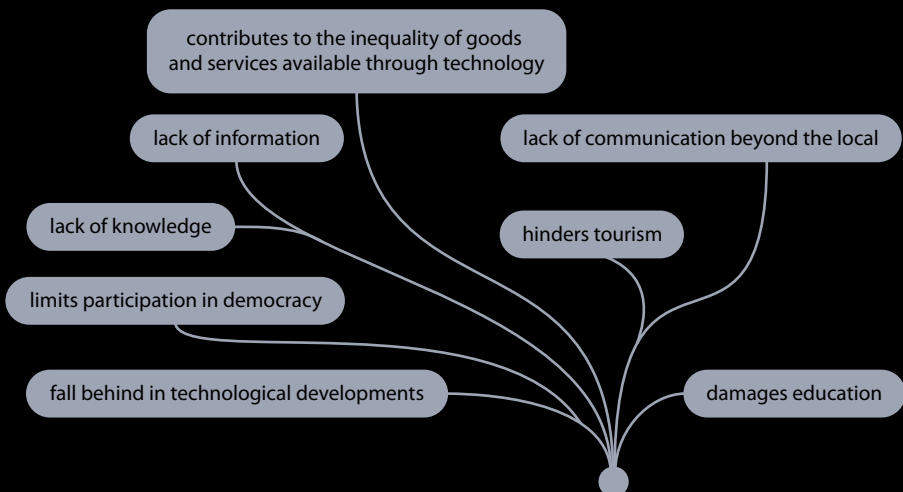 contributes to the inequality of goods
and services available through technology
lack of information
lack of communication beyond the local
lack of knowledge
hinders tourism
limits participation in democracy
fall behind in technological developments
damages education